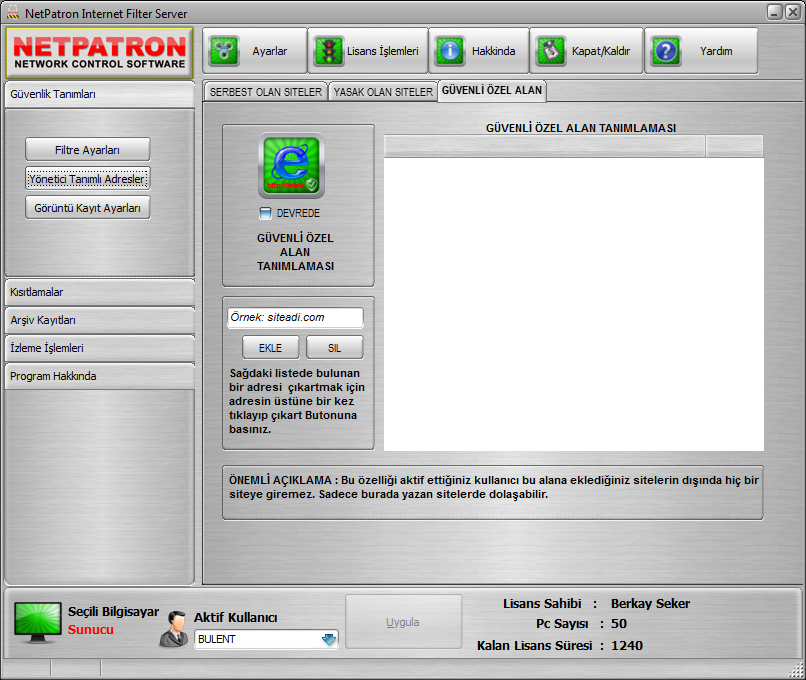 NetPatron Internet Filter Server
NETPATRON
NETWORK CONTROL SOFTWARE
Ayarlar
Lisans İşlemleri
Hakkinda
Kapat/Kaldır
Yardım
Güvenlik Tanımları
Filtre Ayarları
Yönetici Tanımlı Adresler
Görüntü Kayıt Ayarları
Kısıtlamalar
Arşiv Kayıtları
İzleme İşlemleri
Program Hakkında
SERBEST OLAN SITELER
YASAK OLAN SITELER
GÜVENLİ ÖZEL ALAN
GÜVENLİ ÖZEL ALAN TANIMLAMASI
DEVREDE
GÜVENLİ ÖZEL
ALAN
TANIMLAMASI
Örnek: siteadi.com
EKLE
SIL
Sağdaki listede bulunan
bir adresi çıkartmak için
adresin üstüne bir kez
tıklayıp çıkart Butonuna
basınız.
ÖNEMLİ AÇIKLAMA : Bu özelliği aktif ettiğiniz kullanıcı bu alana eklediğiniz sitelerin dışında hiç bir
siteye giremez. Sadece burada yazan sitelerde dolaşabilir.
Seçili Bilgisayar
Sunucu
Aktif Kullanıcı
BULENT
Uygula
Lisans Sahibi : Berkay Seker
Pc Sayısı : 50
Kalan Lisans Süresi : 1240